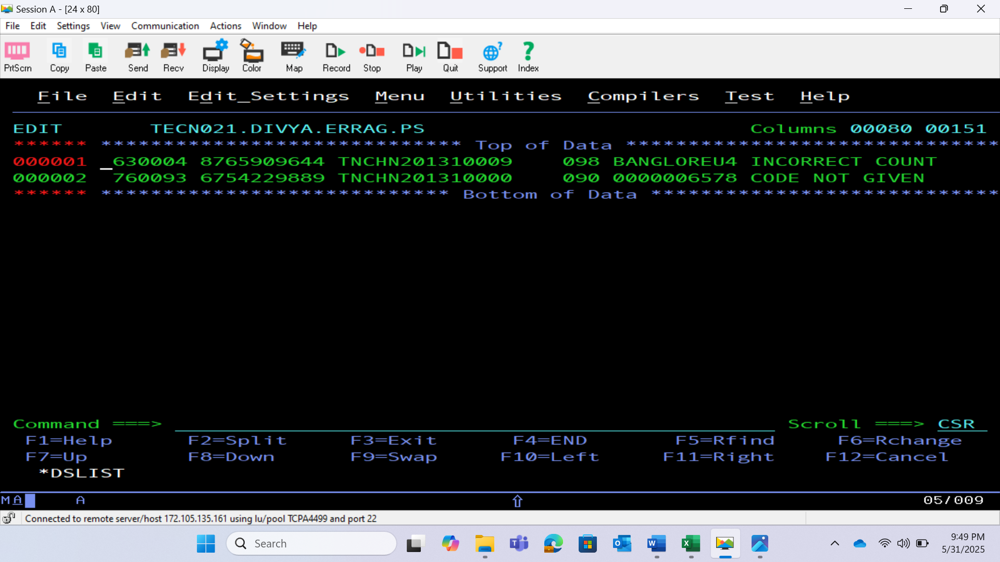 Session A - [24 x 80]
File Edit Settings View Communication Actions Window Help
PrtScrn Copy Paste Send Recv Display Color Map Record Stop Play Quit Support Index
File Edit Edit_Settings Menu Utilities Compilers Test Help
EDIT TECN021.DIVYA.ERRAG.PS Columns 00080 00151
****** ***************************** Top of Data ******************************
000001 _630004 8765909644 TNCHN201310009 098 BANGLOREU4 INCORRECT COUNT
000002 760093 6754229889 TNCHN201310000 090 0000006578 CODE NOT GIVEN
****** **************************** Bottom of Data ****************************
Command ===> Scroll ===> CSR
F1=Help F2=Split F3=Exit F4=END F5=Rfind F6=Rchange
F7=Up F8=Down F9=Swap F10=Left F11=Right F12=Cancel
*DSLIST
MA A 05/009
Connected to remote server/host 172.105.135.161 using lu/pool TCPA4499 and port 22
Search
9:49 PM
5/31/2025